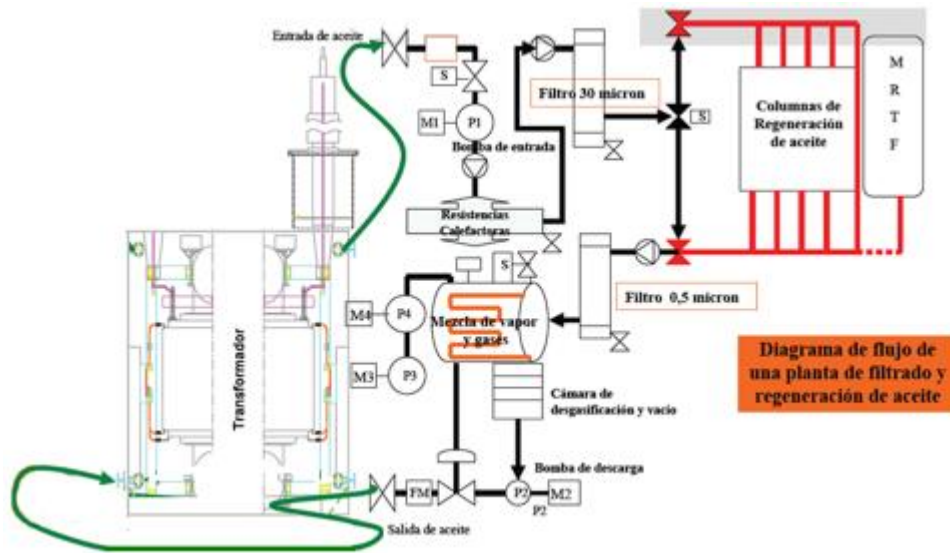 Entrada de aceite
S
M1
P1
Bomba de entrada
Resistencias
Calefactoras
Filtro 30 micron
S
Columnas de
Regeneración
de aceite
M
R
T
F
Filtro 0,5 micron
S
M4
P4
M3
P3
Mezcla de vapor
y gases
Cámara de
desgasificación y vacío
Transformador
Bomba de descarga
FM
P2
M2
P2
Salida de aceite
Diagrama de flujo de
una planta de filtrado y
regeneración de aceite